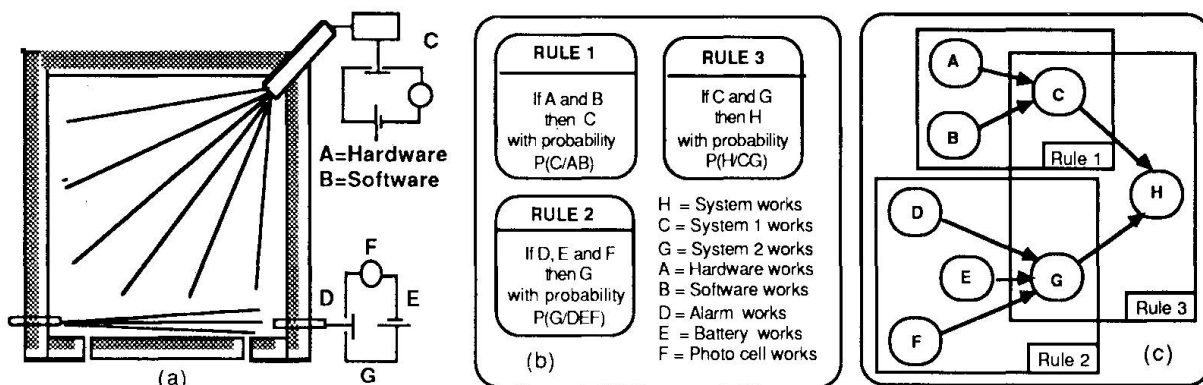 C
A=Hardware
B=Software
F
D
E
G
(a)
RULE 1
If A and B
then C
with probability
P(C/AB)
RULE 2
If D, E and F
then G
with probability
P(G/DEF)
RULE 3
If C and G
then H
with probability
P(H/CG)
H = System works
C = System 1 works
G = System 2 works
A = Hardware works
B = Software works
D = Alarm works
E = Battery works
F = Photo cell works
(b)
A
B
C
Rule 1
H
D
E
G
F
Rule 2
Rule 3
(c)